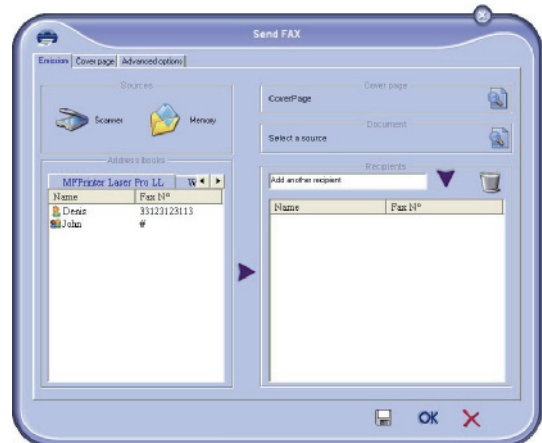 Send FAX
Emission Cover page Advanced options
Sources
Scanner Memory
Address books
MFPrinter Laser Pro LL W
Name Fax N°
Denis 33123123113
John #
Cover page
CoverPage
Document
Select a source
Recipients
Add another recipient
Name Fax N°
OK